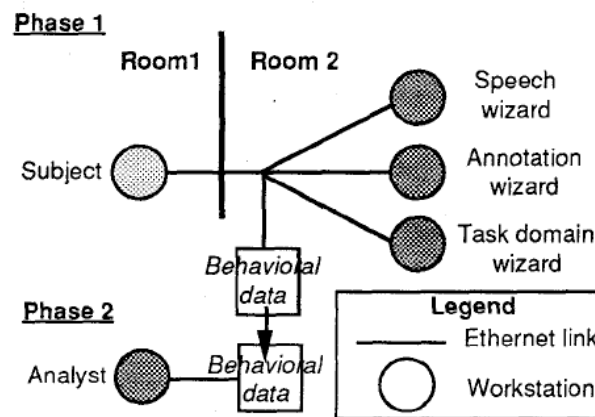 Phase 1
Room1
Room 2
Speech
wizard
Subject
Annotation
wizard
Task domain
wizard
Behavioral
data
Phase 2
Analyst
Behavioral
data
Legend
Ethernet link
Workstation